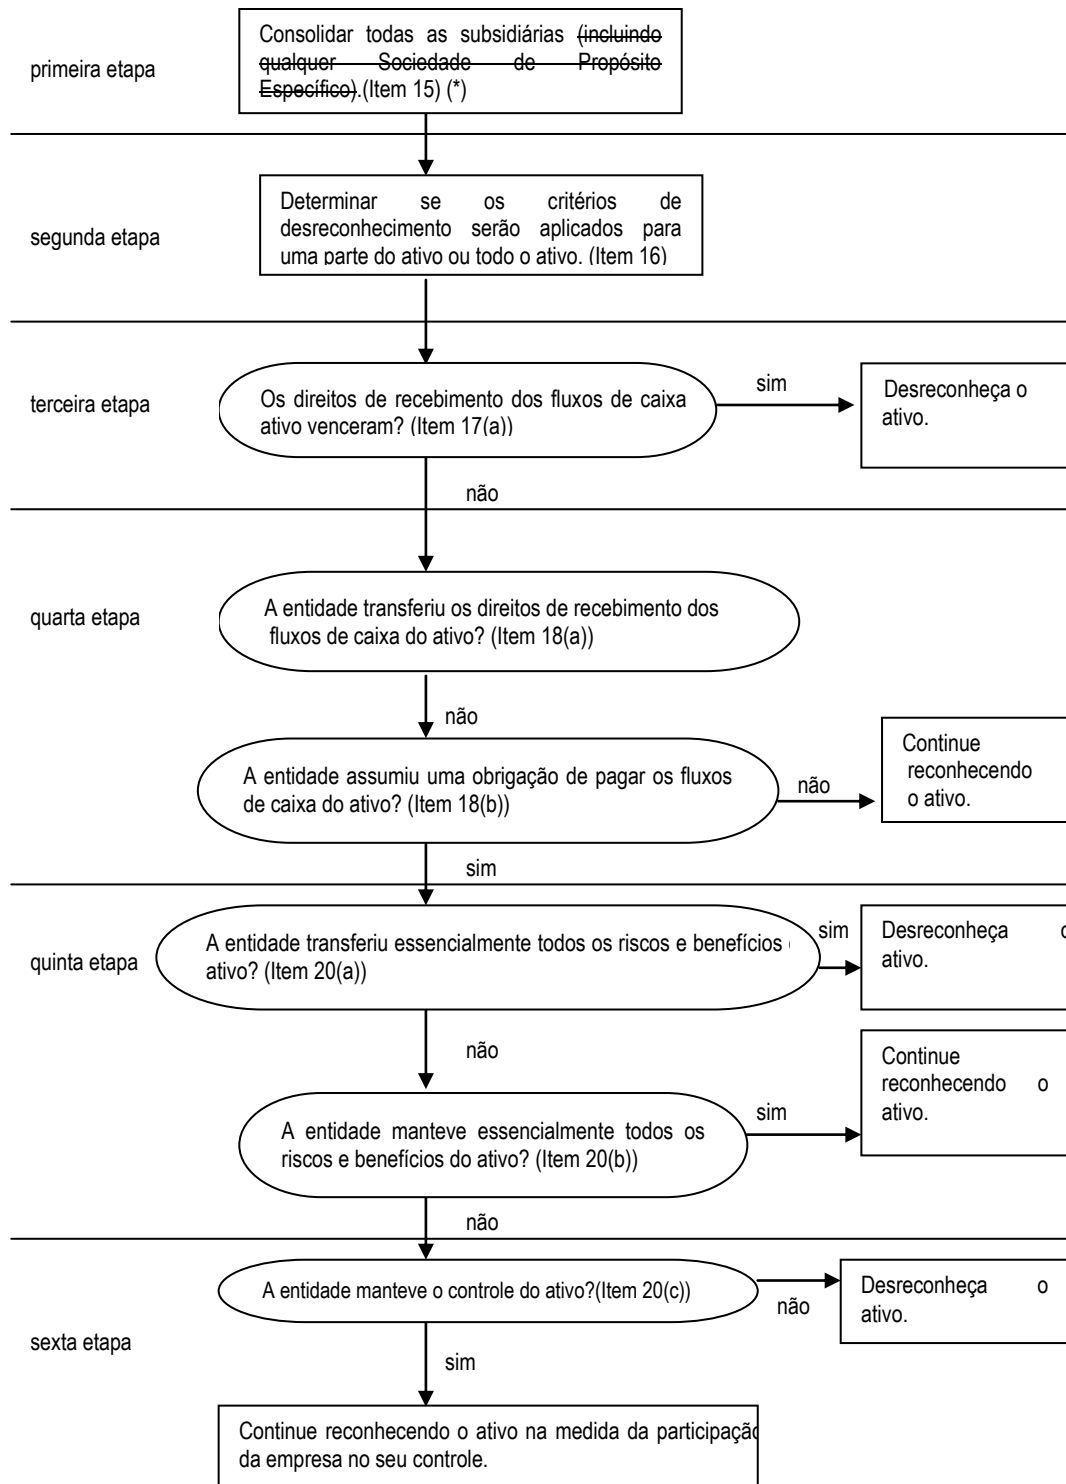 Consolidar todas as subsidiárias (incluindo
qualquer Sociedade de Propósito
Específico).(Item 15) (*)
primeira etapa
Determinar se os critérios de
desreconhecimento serão aplicados para
uma parte do ativo ou todo o ativo. (Item 16)
segunda etapa
terceira etapa
Os direitos de recebimento dos fluxos de caixa
ativo venceram? (Item 17(a))
sim
Desreconheça o
ativo.
não
quarta etapa
A entidade transferiu os direitos de recebimento dos
fluxos de caixa do ativo? (Item 18(a))
não
A entidade assumiu uma obrigação de pagar os fluxos
de caixa do ativo? (Item 18(b))
não
Continue
reconhecendo
o ativo.
sim
quinta etapa
A entidade transferiu essencialmente todos os riscos e benefícios
ativo? (Item 20(a))
sim
Desreconheça
ativo.
não
A entidade manteve essencialmente todos os
riscos e benefícios do ativo? (Item 20(b))
sim
Continue
reconhecendo o
ativo.
não
sexta etapa
A entidade manteve o controle do ativo?(Item 20(c))
não
Desreconheça o
ativo.
sim
Continue reconhecendo o ativo na medida da participação
da empresa no seu controle.